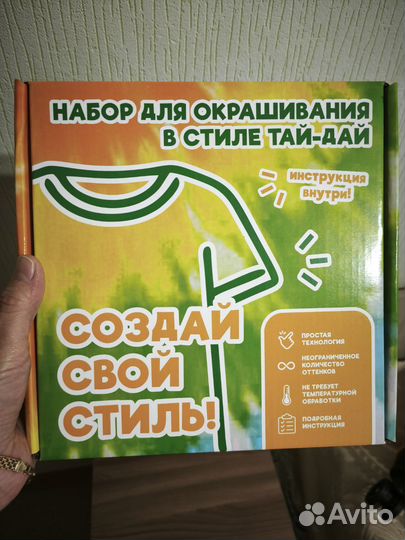 НАБОР ДЛЯ ОКРАШИВАНИЯ
В СТИЛЕ ТАЙ-ДАЙ
ИНСТРУКЦИЯ
ВНУТРИ!
СОЗДАЙ
СВОЙ
СТИЛЬ!
ПРОСТАЯ
ТЕХНОЛОГИЯ
НЕОГРАНИЧЕННОЕ
КОЛИЧЕСТВО
ОТТЕНКОВ
НЕ ТРЕБУЕТ
ТЕМПЕРАТУРНОЙ
ОБРАБОТКИ
ПОДРОБНАЯ
ИНСТРУКЦИЯ
Avito